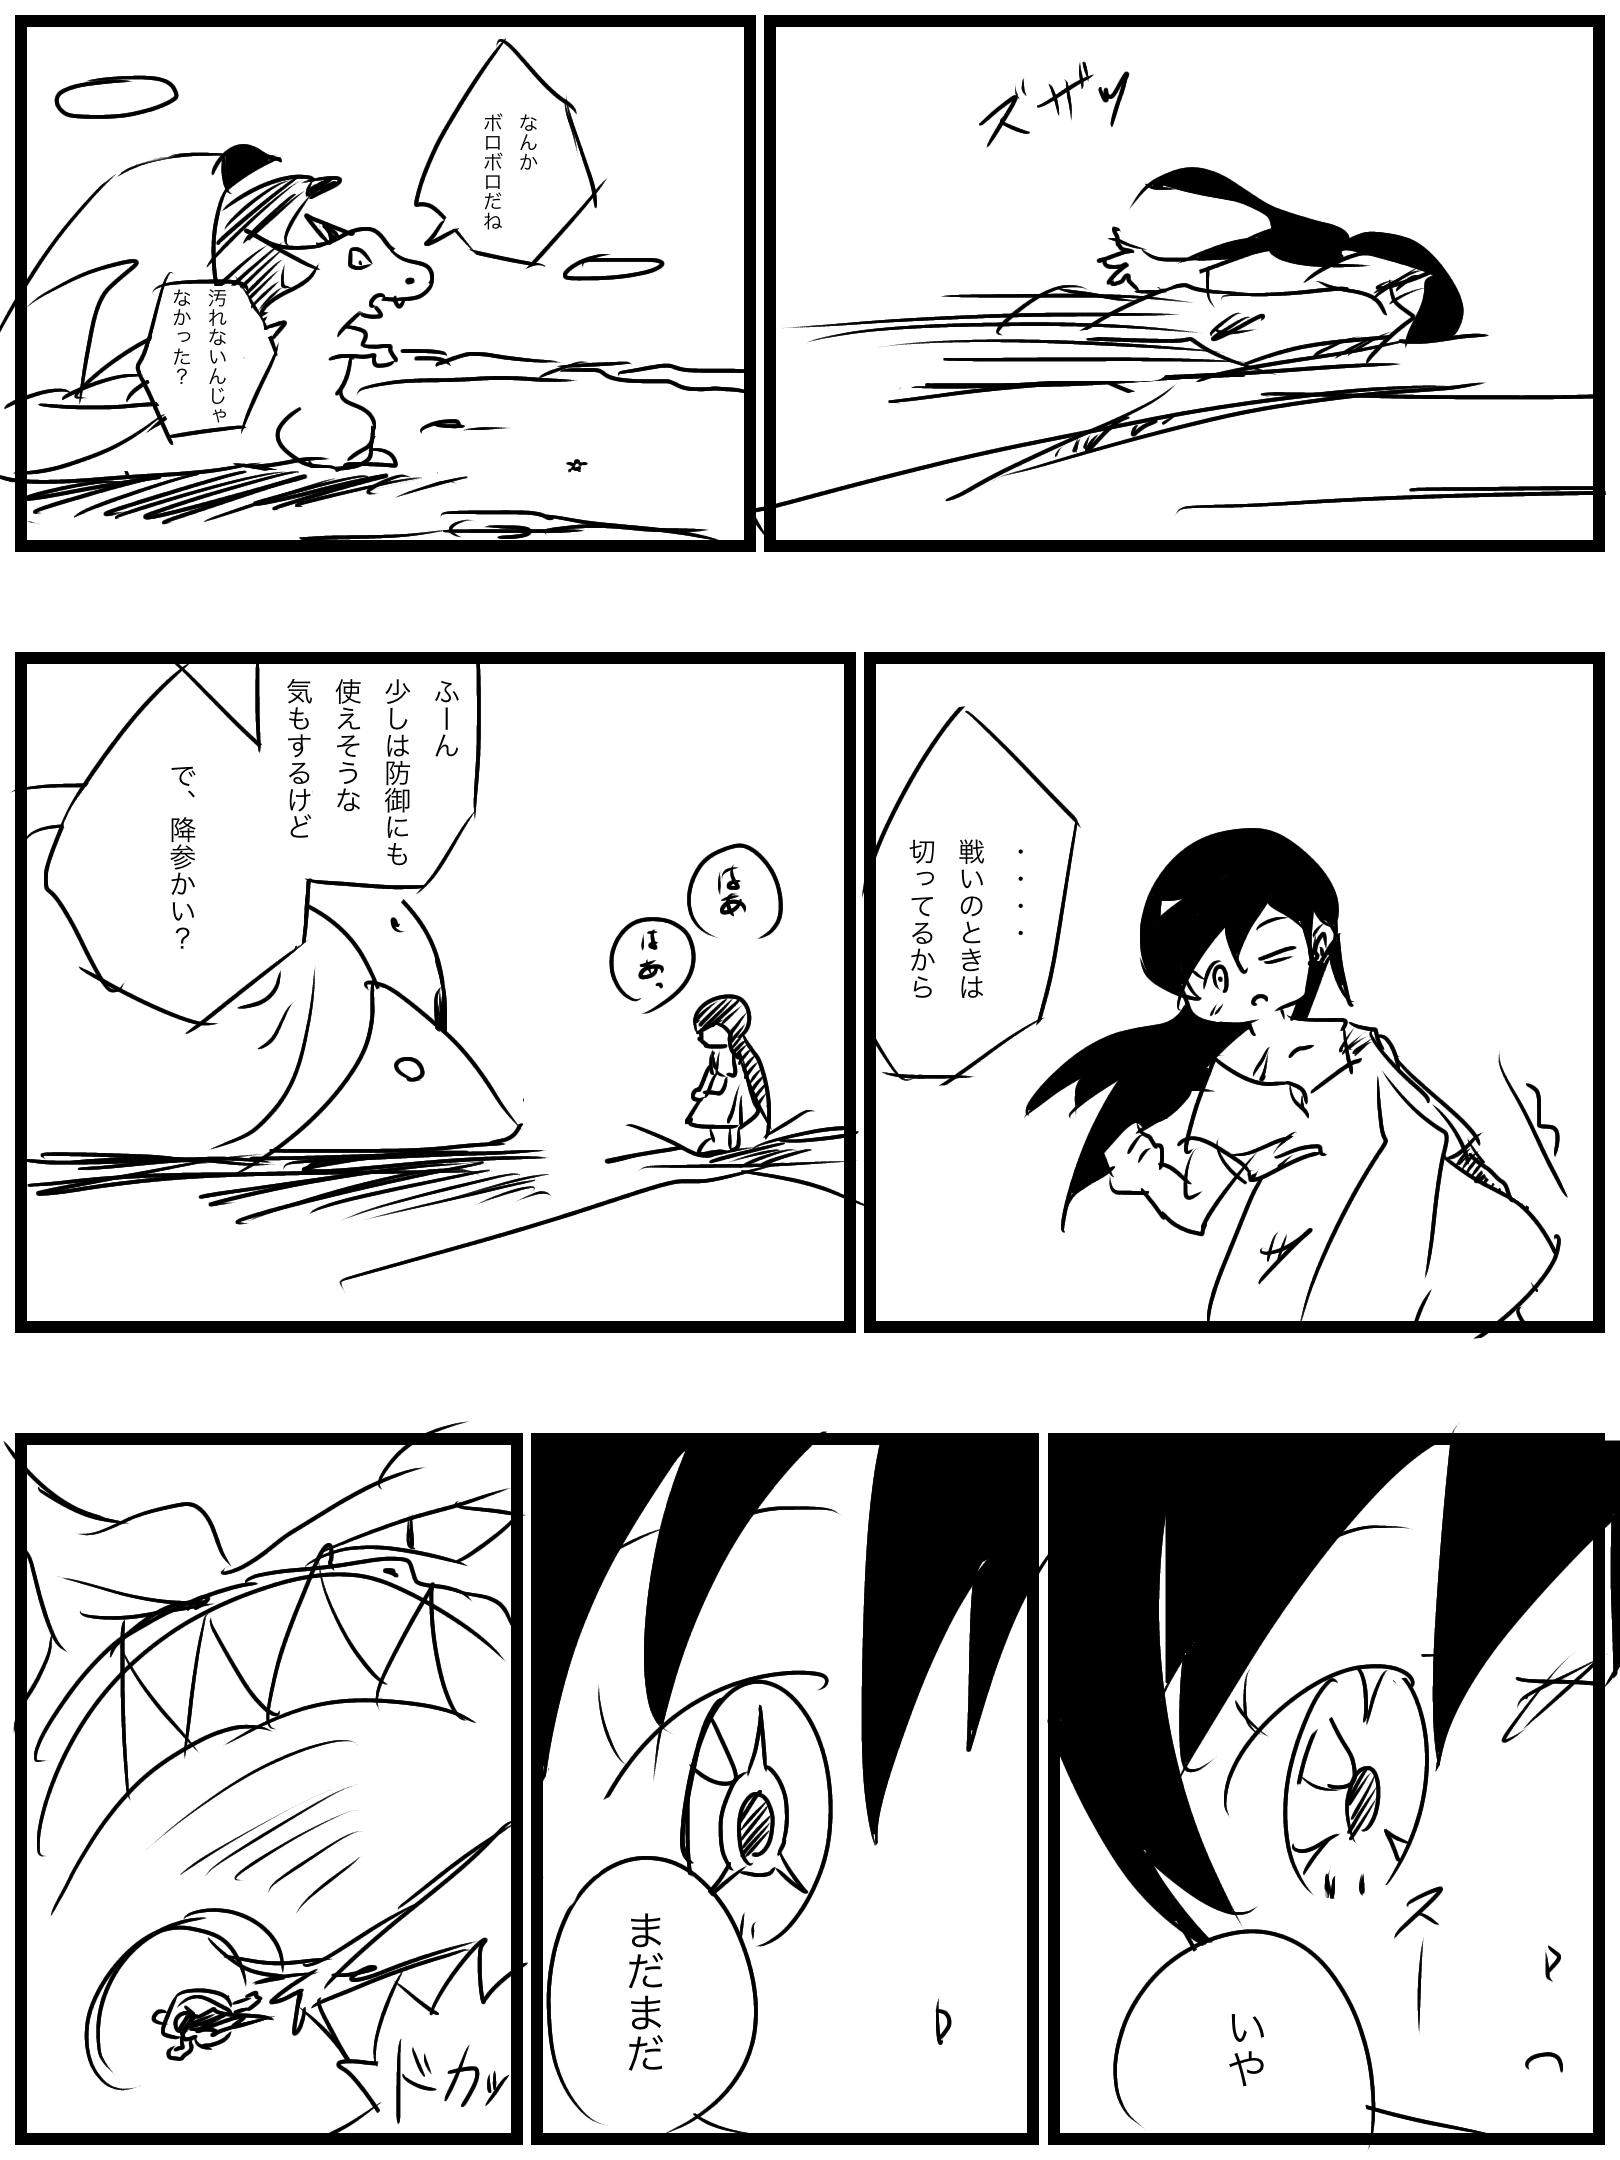 ズザッ
なんか
ボロボロだね
汚れないんじゃ
なかった?
・・・・
戦いのときは
切ってるから
はあ
はあっ
ふーん
少しは防御にも
使えそうな
気もするけど
で、降参かい?
ス
いや
まだまだ
ドカッ